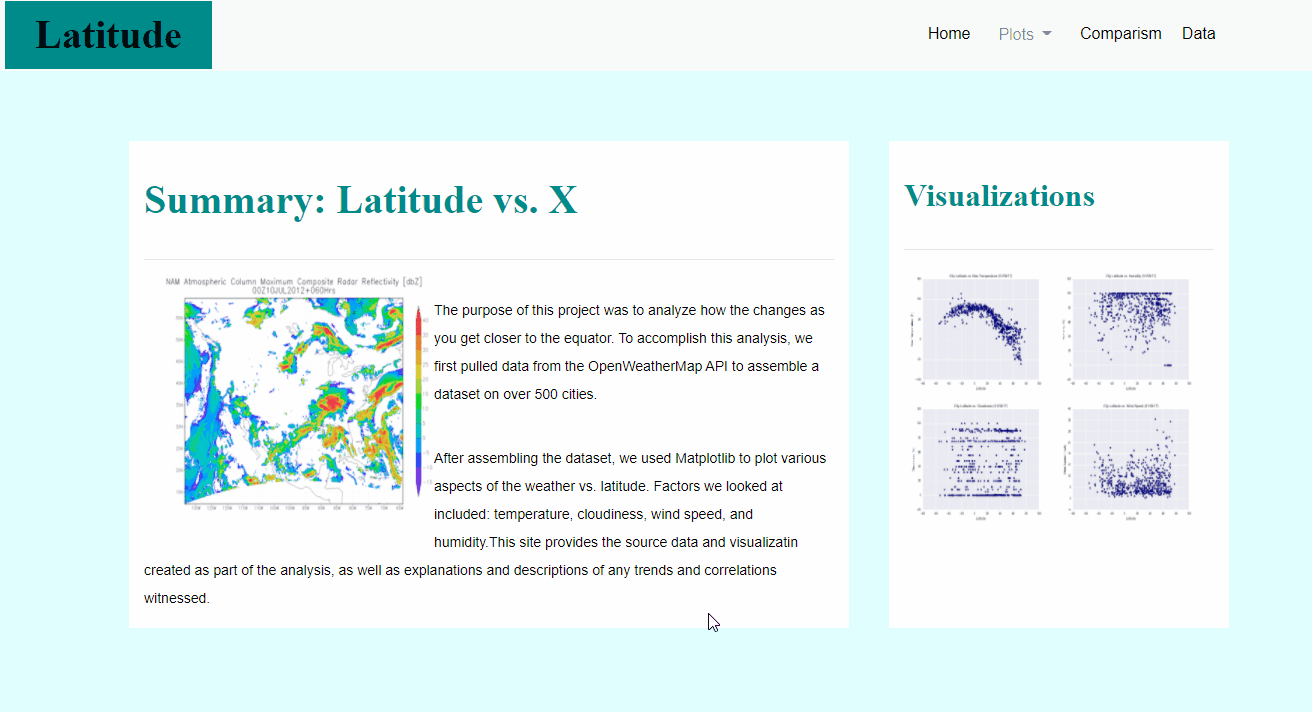 Latitude
Home Plots Comparism Data
Summary: Latitude vs. X
NAM Atmospheric Column Maximum Composite Radar Reflectivity [dbZ]
00Z10JUL2012+060Hrs
The purpose of this project was to analyze how the changes as
you get closer to the equator. To accomplish this analysis, we
first pulled data from the OpenWeatherMap API to assemble a
dataset on over 500 cities.
After assembling the dataset, we used Matplotlib to plot various
aspects of the weather vs. latitude. Factors we looked at
included: temperature, cloudiness, wind speed, and
humidity.This site provides the source data and visualizatin
created as part of the analysis, as well as explanations and descriptions of any trends and correlations
witnessed.
Visualizations